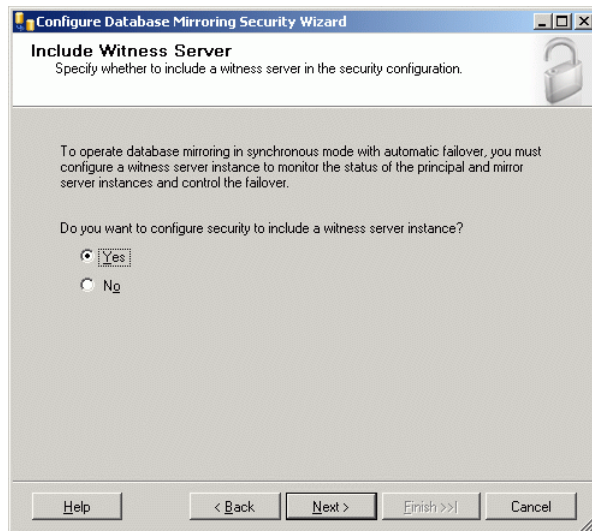 Configure Database Mirroring Security Wizard
Include Witness Server
Specify whether to include a witness server in the security configuration.
To operate database mirroring in synchronous mode with automatic failover, you must
configure a witness server instance to monitor the status of the principal and mirror
server instances and control the failover.
Do you want to configure security to include a witness server instance?
Yes
No
Help < Back Next > Finish >>| Cancel